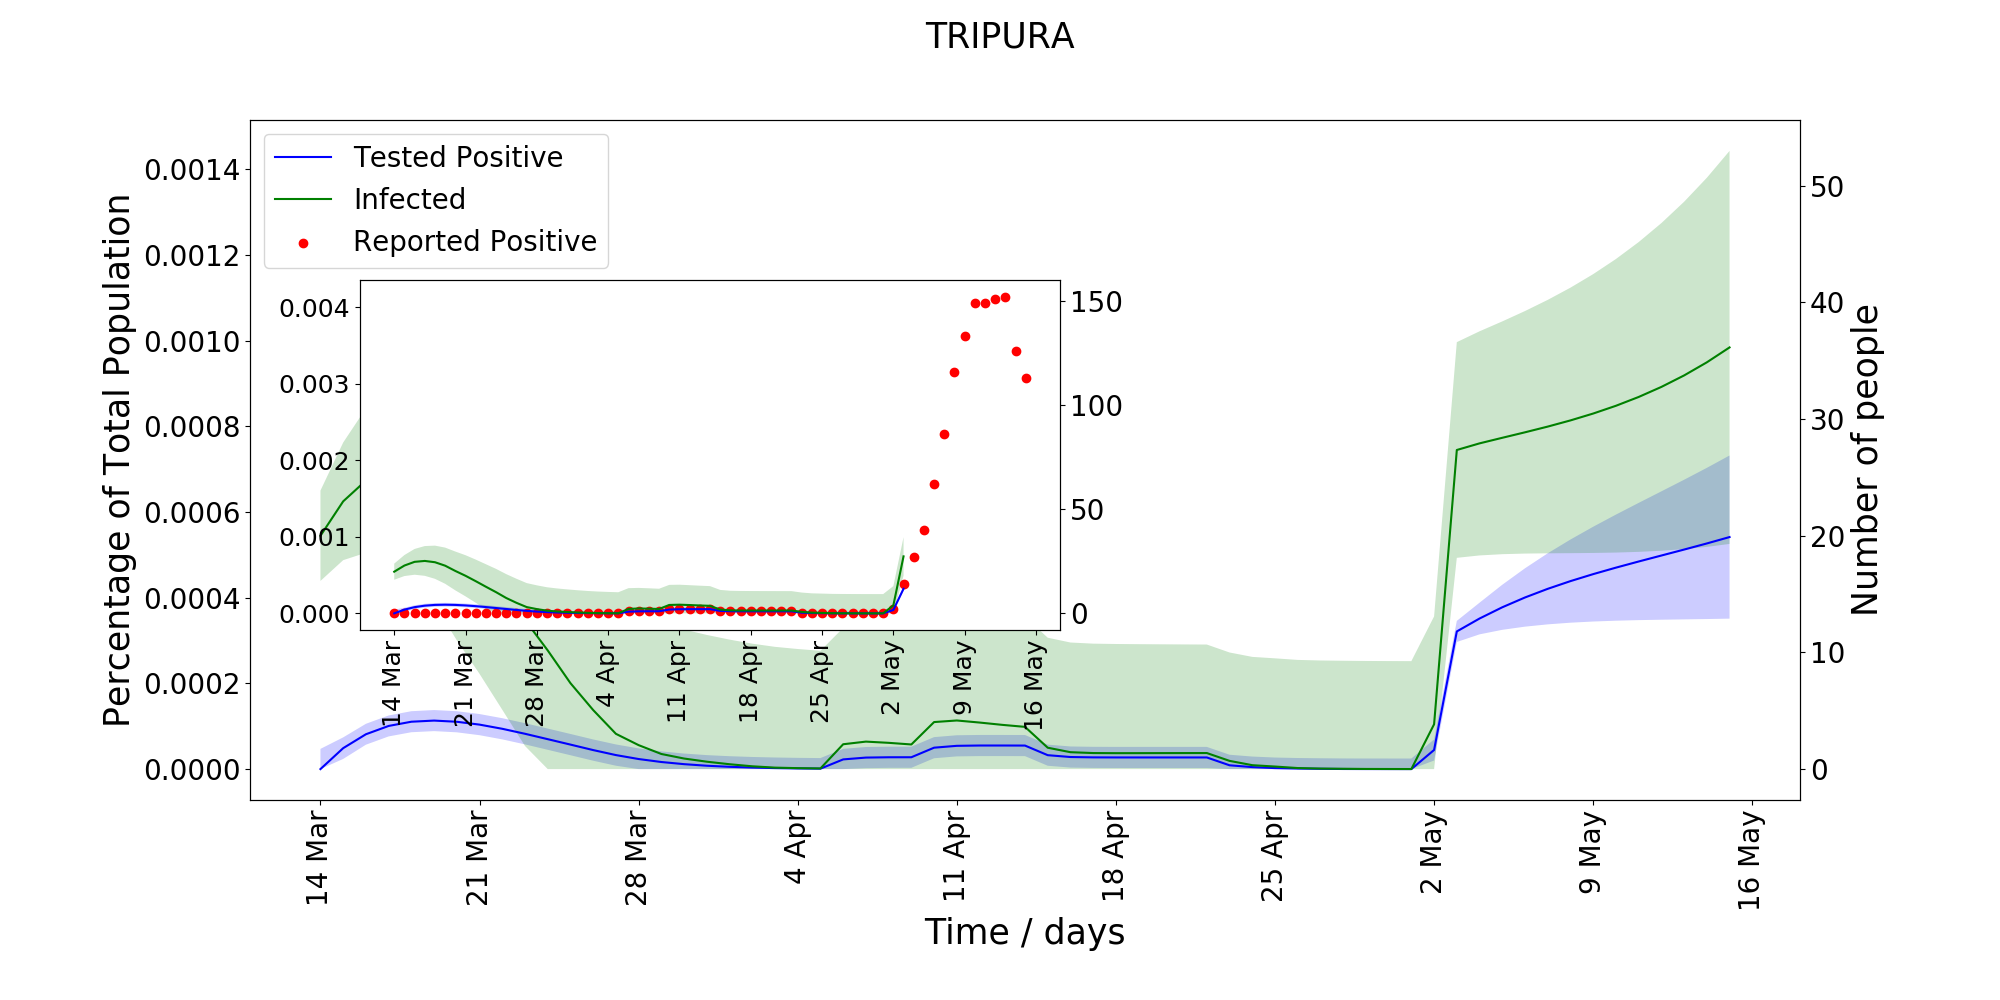 TRIPURA
Tested Positive
Infected
Reported Positive
Percentage of Total Population
0.0014
0.0012
0.0010
0.0008
0.0006
0.0004
0.0002
0.0000
Number of people
50
40
30
20
10
0
0.004
0.003
0.002
0.001
0.000
150
100
50
0
14 Mar
21 Mar
28 Mar
4 Apr
11 Apr
18 Apr
25 Apr
2 May
9 May
16 May
14 Mar
21 Mar
28 Mar
4 Apr
11 Apr
18 Apr
25 Apr
2 May
9 May
16 May
Time / days